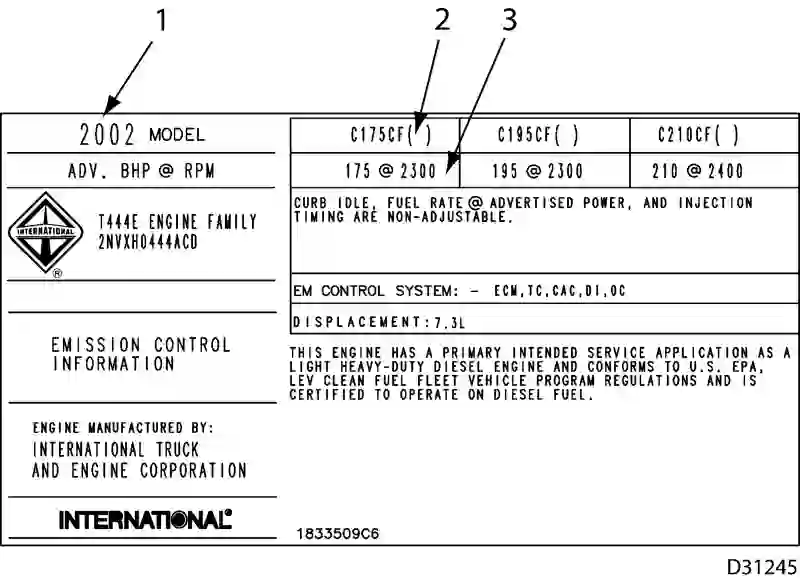 1
2
3
2002 MODEL
ADV. BHP @ RPM
C175CF( )
C195CF( )
C210CF( )
175 @ 2300
195 @ 2300
210 @ 2400
INTERNATIONAL
®
T444E ENGINE FAMILY
2NVXH0444ACD
CURB IDLE, FUEL RATE @ ADVERTISED POWER, AND INJECTION
TIMING ARE NON-ADJUSTABLE.
EM CONTROL SYSTEM: - ECM,TC,CAC,DI,OC
DISPLACEMENT:7.3L
EMISSION CONTROL
INFORMATION
THIS ENGINE HAS A PRIMARY INTENDED SERVICE APPLICATION AS A
LIGHT HEAVY-DUTY DIESEL ENGINE AND CONFORMS TO U.S. EPA,
LEV CLEAN FUEL FLEET VEHICLE PROGRAM REGULATIONS AND IS
CERTIFIED TO OPERATE ON DIESEL FUEL.
ENGINE MANUFACTURED BY:
INTERNATIONAL TRUCK
AND ENGINE CORPORATION
INTERNATIONAL®
1833509C6
D31245